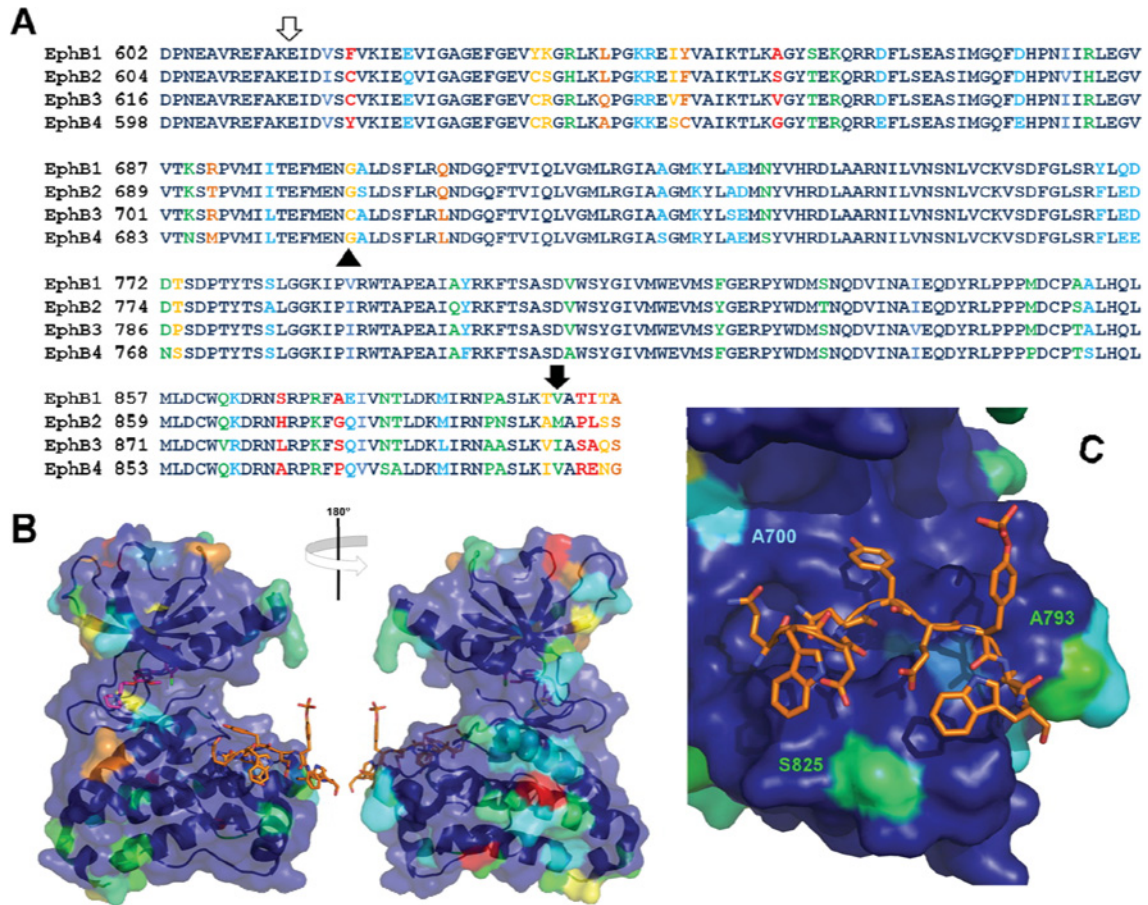 A
EphB1 602 DPNEAVREFAKEIDVSFVKIEEVIGAGEFGEVYKGRLKLPGKREIYVAIKTLKAGYSEKQRRDFLSEASIMGQFDHPNIIRLEGV
EphB2 604 DPNEAVREFAKEIDISCVKIEQVIGAGEFGEVCSGHLKLPGKREIFVAIKTLKSGYTEKQRRDFLSEASIMGQFDHPNVIHLEGV
EphB3 616 DPNEAVREFAKEIDVSCVKIEEVIGAGEFGEVCRGRLKQPGRREVFVAIKTLKVGYTERQRRDFLSEASIMGQFDHPNIIRLEGV
EphB4 598 DPNEAVREFAKEIDVSYVKIEEVIGAGEFGEVCRGRLKAPGKKESCVAIKTLKGGYTERQRREFLSEASIMGQFEHPNIIRLEGV
EphB1 687 VTKSRPVMIITEFMENGALDSFLRQNDGQFTVIQLVGMLRGIAAGMKYLAEMNYVHRDLAARNILVNSNLVCKVSDFGLSRYLQD
EphB2 689 VTKSTPVMIITEFMENGSLDSFLRQNDGQFTVIQLVGMLRGIAAGMKYLADMNYVHRDLAARNILVNSNLVCKVSDFGLSRFLED
EphB3 701 VTKSRPVMILTEFMENCALDSFLRLNDGQFTVIQLVGMLRGIAAGMKYLSEMNYVHRDLAARNILVNSNLVCKVSDFGLSRFLED
EphB4 683 VTNSMPVMILTEFMENGALDSFLRLNDGQFTVIQLVGMLRGIASGMRYLAEMSYVHRDLAARNILVNSNLVCKVSDFGLSRFLEE
EphB1 772 DTSDPTYTSSLGGKIPVRWTAPEAIAYRKFTSASDVWSYGIVMWEVMSFGERPYWDMSNQDVINAIEQDYRLPPPMDCPAALHQL
EphB2 774 DTSDPTYTSALGGKIPIRWTAPEAIQYRKFTSASDVWSYGIVMWEVMSYGERPYWDMTNQDVINAIEQDYRLPPPMDCPSALHQL
EphB3 786 DPSDPTYTSSLGGKIPIRWTAPEAIAYRKFTSASDVWSYGIVMWEVMSYGERPYWDMSNQDVINAVEQDYRLPPPMDCPTALHQL
EphB4 768 NSSDPTYTSSLGGKIPIRWTAPEAIAFRKFTSASDAWSYGIVMWEVMSFGERPYWDMSNQDVINAIEQDYRLPPPPDCPTSLHQL
EphB1 857 MLDCWQKDRNSRPRFAEIVNTLDKMIRNPASLKTVATITA
EphB2 859 MLDCWQKDRNHRPKFGQIVNTLDKMIRNPNSLKAMAPLSS
EphB3 871 MLDCWVRDRNLRPKFSQIVNTLDKLIRNAASLKVIASAQS
EphB4 853 MLDCWQKDRNARPRFPQVVSALDKMIRNPASLKIVARENG
B
180°
C
A700
A793
S825